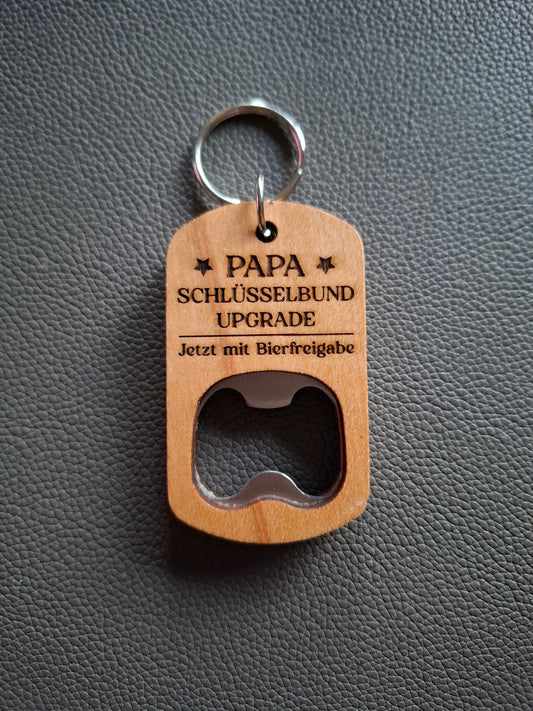 PAPA
SCHLÜSSELBUND
UPGRADE
Jetzt mit Bierfreigabe